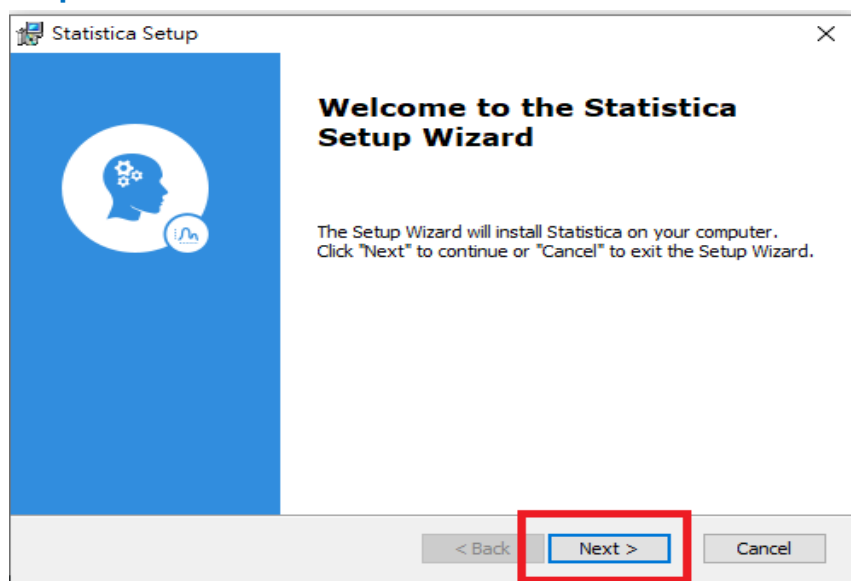 Statistica Setup
Welcome to the Statistica
Setup Wizard
The Setup Wizard will install Statistica on your computer.
Click "Next" to continue or "Cancel" to exit the Setup Wizard.
< Back
Next >
Cancel